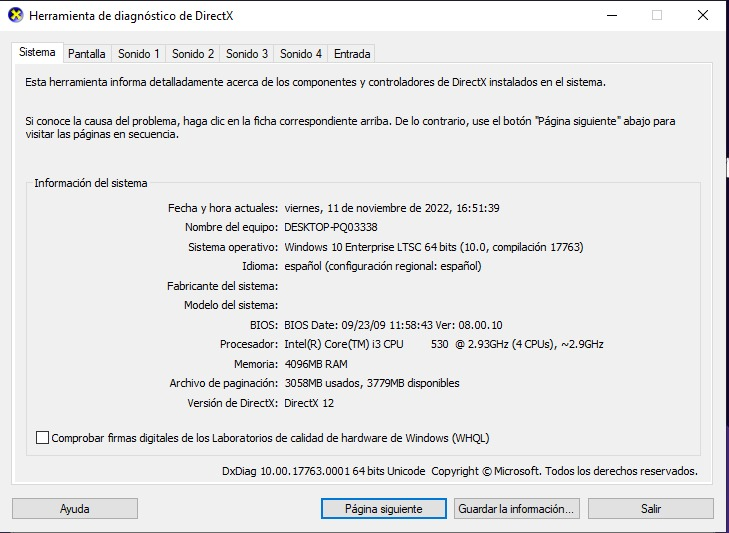 Herramienta de diagnóstico de DirectX
Sistema Pantalla Sonido 1 Sonido 2 Sonido 3 Sonido 4 Entrada
Esta herramienta informa detalladamente acerca de los componentes y controladores de DirectX instalados en el sistema.
Si conoce la causa del problema, haga clic en la ficha correspondiente arriba. De lo contrario, use el botón "Página siguiente" abajo para
visitar las páginas en secuencia.
Información del sistema
Fecha y hora actuales: viernes, 11 de noviembre de 2022, 16:51:39
Nombre del equipo: DESKTOP-PQ03338
Sistema operativo: Windows 10 Enterprise LTSC 64 bits (10.0, compilación 17763)
Idioma: español (configuración regional: español)
Fabricante del sistema:
Modelo del sistema:
BIOS: BIOS Date: 09/23/09 11:58:43 Ver: 08.00.10
Procesador: Intel(R) Core(TM) i3 CPU 530 @ 2.93GHz (4 CPUs), ~2.9GHz
Memoria: 4096MB RAM
Archivo de paginación: 3058MB usados, 3779MB disponibles
Versión de DirectX: DirectX 12
Comprobar firmas digitales de los Laboratorios de calidad de hardware de Windows (WHQL)
DxDiag 10.00.17763.0001 64 bits Unicode Copyright © Microsoft. Todos los derechos reservados.
Ayuda Página siguiente Guardar la información... Salir